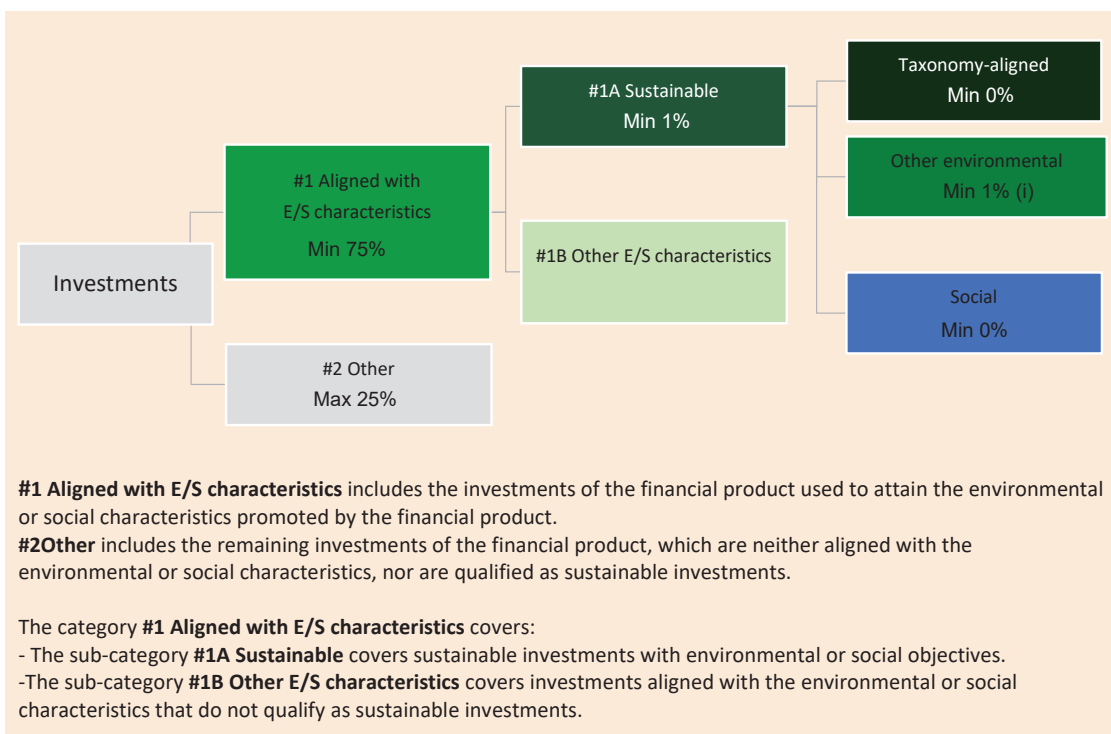 Investments
#1 Aligned with
E/S characteristics
Min 75%
#2 Other
Max 25%
#1A Sustainable
Min 1%
#1B Other E/S characteristics
Taxonomy-aligned
Min 0%
Other environmental
Min 1% (i)
Social
Min 0%
#1 Aligned with E/S characteristics includes the investments of the financial product used to attain the environmental
or social characteristics promoted by the financial product.
#2Other includes the remaining investments of the financial product, which are neither aligned with the
environmental or social characteristics, nor are qualified as sustainable investments.
The category #1 Aligned with E/S characteristics covers:
- The sub-category #1A Sustainable covers sustainable investments with environmental or social objectives.
-The sub-category #1B Other E/S characteristics covers investments aligned with the environmental or social
characteristics that do not qualify as sustainable investments.